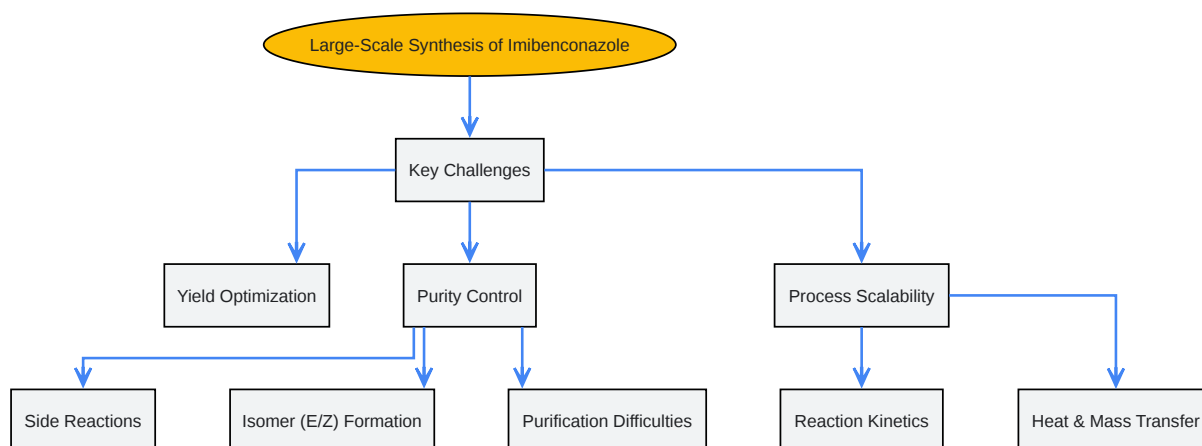 Large-Scale Synthesis of Imibenconazole
Key Challenges
Yield Optimization
Purity Control
Process Scalability
Side Reactions
Isomer (E/Z) Formation
Purification Difficulties
Reaction Kinetics
Heat & Mass Transfer